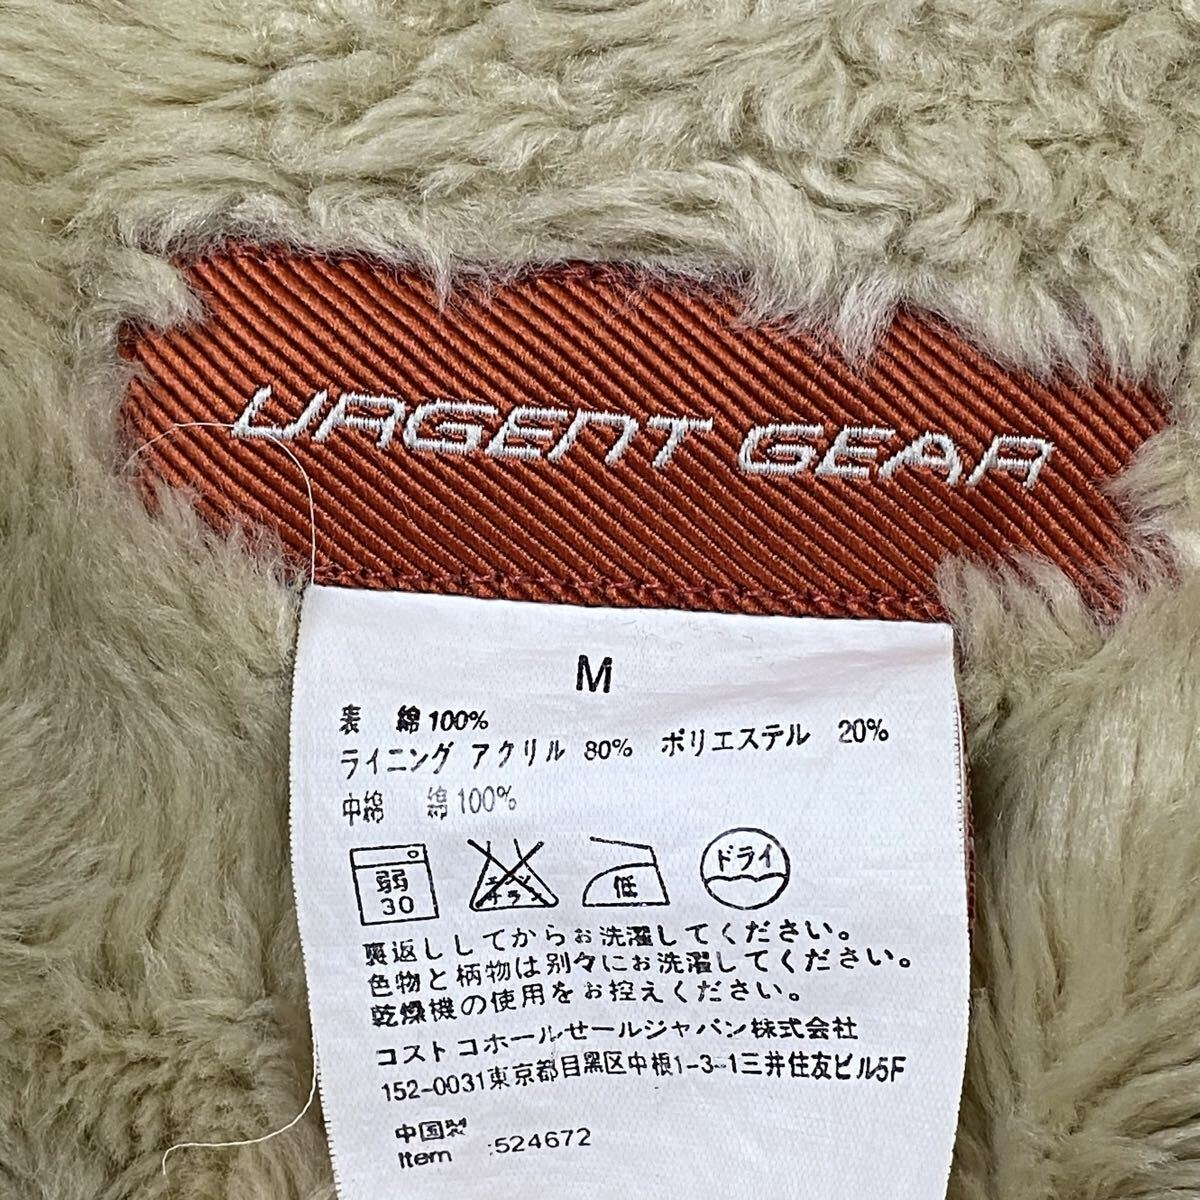 URGENT GEAR
M
表 綿 100%
ライニング アクリル 80% ポリエステル 20%
中綿 綿 100%
弱 30
エンソ チラサ
低
ドライ
裏返ししてからお洗濯してください。
色物と柄物は別々にお洗濯してください。
乾燥機の使用をお控えください。
コストコホールセールジャパン株式会社
152-0031東京都目黒区中根1-3-1三井住友ビル5F
中国製
Item :524672